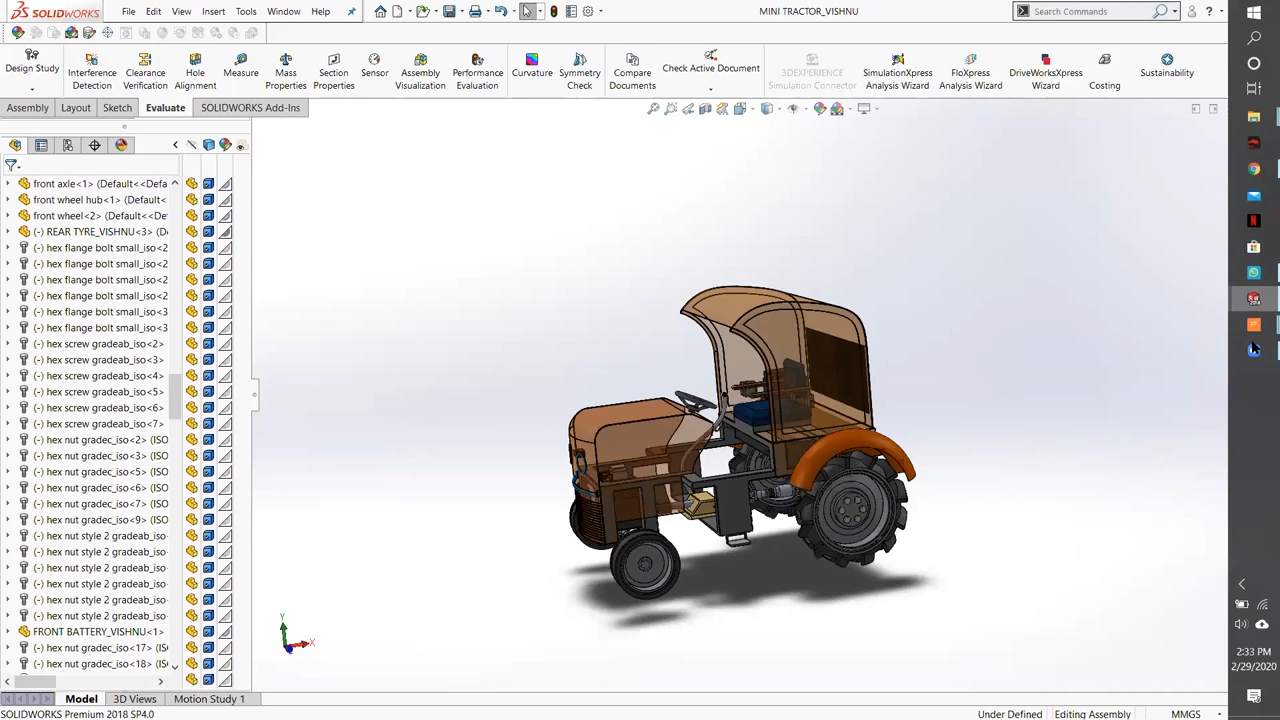 SOLIDWORKS File Edit View Insert Tools Window Help MINI TRACTOR_VISHNU Search Commands ?
Design Study
Interference Detection
Clearance Verification
Hole Alignment
Measure
Mass Properties
Section Properties
Sensor
Assembly Visualization
Performance Evaluation
Curvature
Symmetry Check
Compare Documents
Check Active Document
3DEXPERIENCE Simulation Connector
SimulationXpress Analysis Wizard
FloXpress Analysis Wizard
DriveWorksXpress Wizard
Costing
Sustainability
Assembly Layout Sketch Evaluate SOLIDWORKS Add-Ins
front axle<1> (Default<<Defa
front wheel hub<1> (Default<
front wheel<2> (Default<<Def
(-) REAR TYRE_VISHNU<3> (D
(-) hex flange bolt small_iso<2
(-) hex flange bolt small_iso<2
(-) hex flange bolt small_iso<2
(-) hex flange bolt small_iso<2
(-) hex flange bolt small_iso<3
(-) hex flange bolt small_iso<3
(-) hex screw gradeab_iso<2>
(-) hex screw gradeab_iso<3>
(-) hex screw gradeab_iso<4>
(-) hex screw gradeab_iso<5>
(-) hex screw gradeab_iso<6>
(-) hex screw gradeab_iso<7>
(-) hex nut gradec_iso<2> (ISO
(-) hex nut gradec_iso<3> (ISO
(-) hex nut gradec_iso<5> (ISO
(-) hex nut gradec_iso<6> (ISO
(-) hex nut gradec_iso<7> (ISO
(-) hex nut gradec_iso<9> (ISO
(-) hex nut style 2 gradeab_iso
(-) hex nut style 2 gradeab_iso
(-) hex nut style 2 gradeab_iso
(-) hex nut style 2 gradeab_iso
(-) hex nut style 2 gradeab_iso
(-) hex nut style 2 gradeab_iso
FRONT BATTERY_VISHNU<1>
(-) hex nut gradec_iso<17> (IS
(-) hex nut gradec_iso<18> (IS
Y
X
2:33 PM
2/29/2020
Model 3D Views Motion Study 1
SOLIDWORKS Premium 2018 SP4.0 Under Defined Editing Assembly MMGS